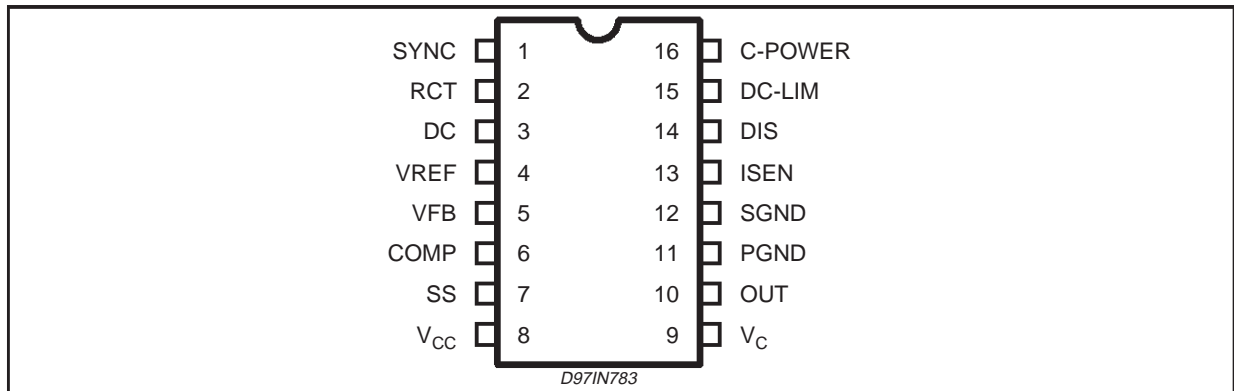 SYNC 1 16 C-POWER
RCT 2 15 DC-LIM
DC 3 14 DIS
VREF 4 13 ISEN
VFB 5 12 SGND
COMP 6 11 PGND
SS 7 10 OUT
VCC 8 9 VC
D97IN783